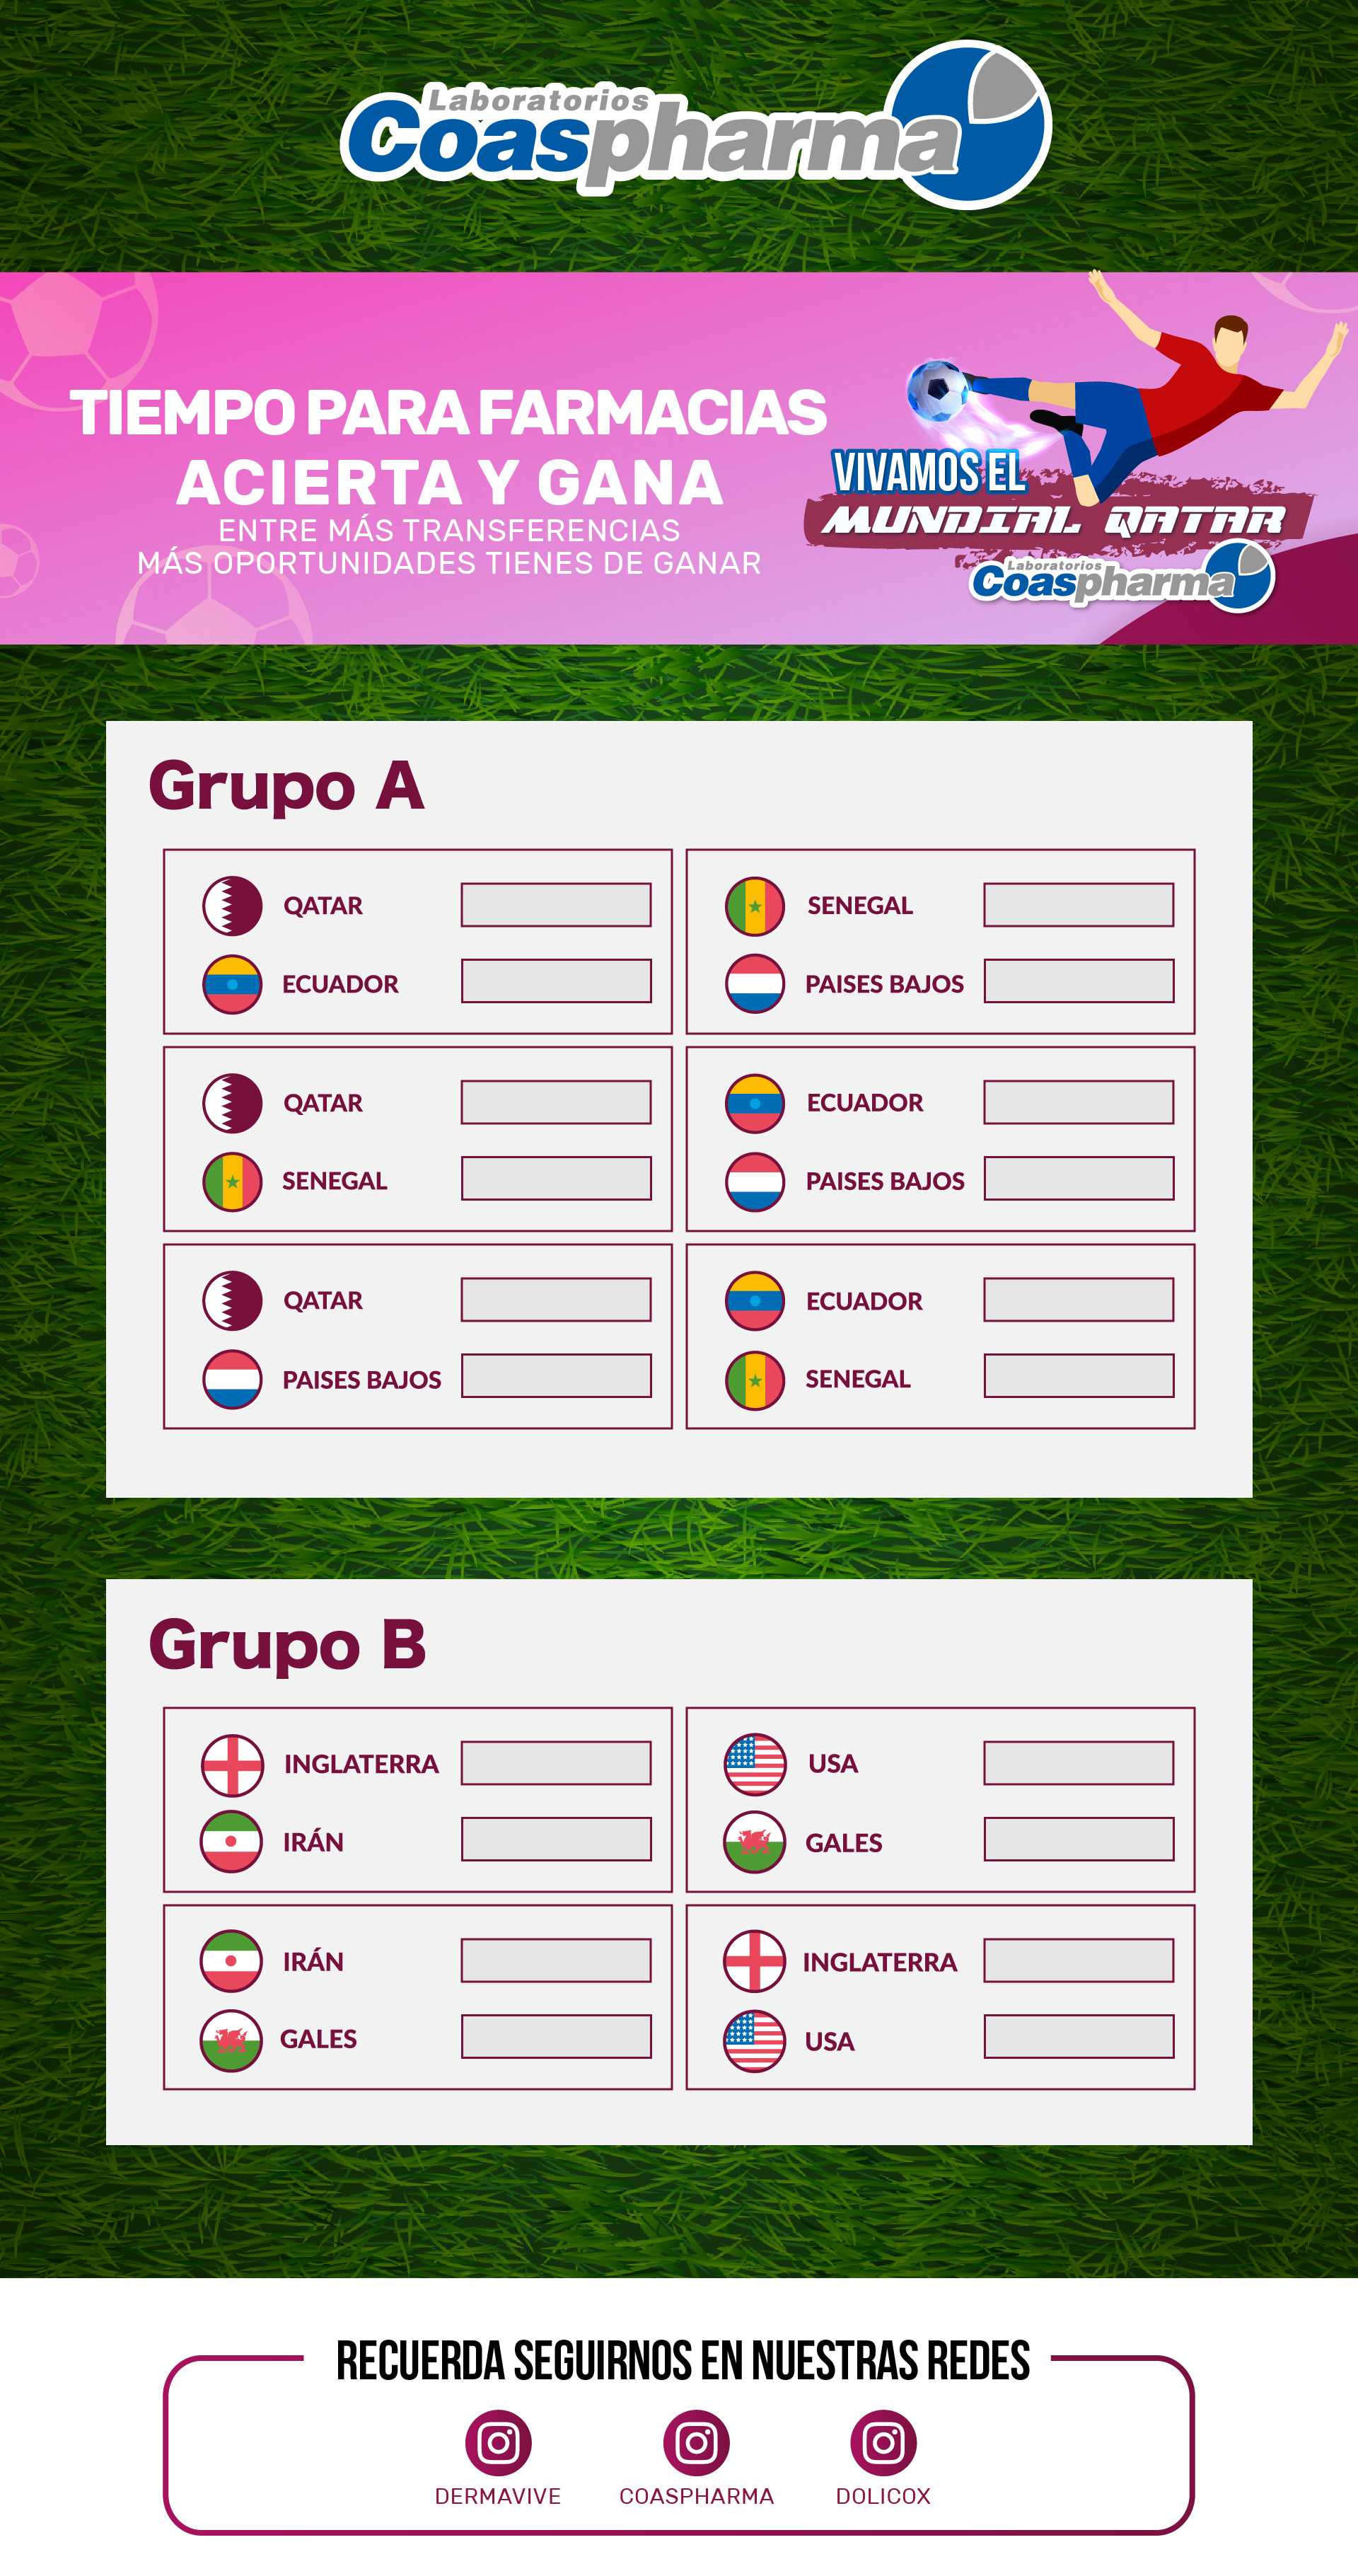 Laboratorios
Coaspharma
TIEMPO PARA FARMACIAS
ACIERTA Y GANA
ENTRE MÁS TRANSFERENCIAS
MÁS OPORTUNIDADES TIENES DE GANAR
VIVAMOS EL
MUNDIAL QATAR
Laboratorios
Coaspharma
Grupo A
QATAR
ECUADOR
SENEGAL
PAISES BAJOS
QATAR
SENEGAL
ECUADOR
PAISES BAJOS
QATAR
PAISES BAJOS
ECUADOR
SENEGAL
Grupo B
INGLATERRA
IRÁN
USA
GALES
IRÁN
GALES
INGLATERRA
USA
RECUERDA SEGUIRNOS EN NUESTRAS REDES
DERMAVIVE
COASPHARMA
DOLICOX